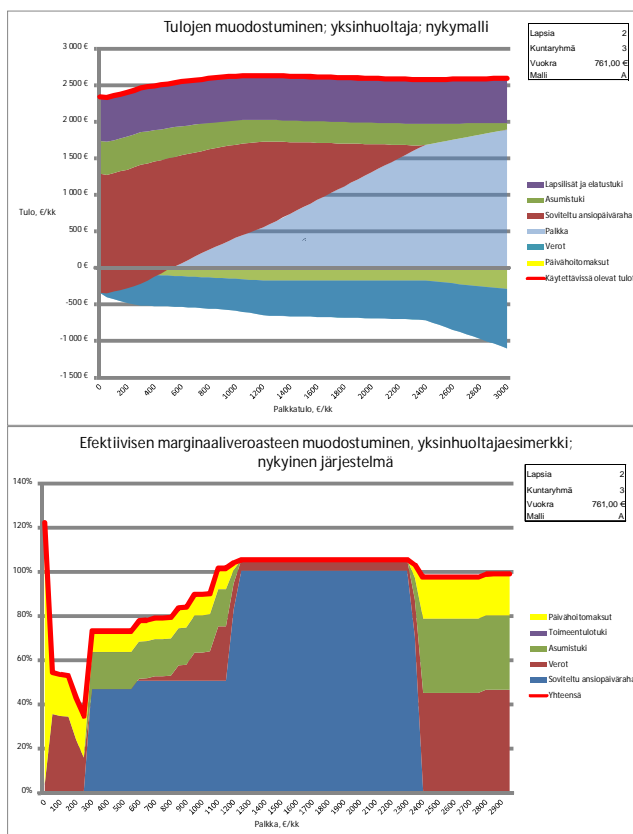 Tulojen muodostuminen; yksinhuoltaja; nykymalli
Lapsia 2
Kuntaryhmä 3
Vuokra 761,00 €
Malli A
3 000 €
2 500 €
2 000 €
1 500 €
1 000 €
500 €
0 €
-500 €
-1 000 €
-1 500 €
Tulo, €/kk
0 200 400 600 800 1000 1200 1400 1600 1800 2000 2200 2400 2600 2800 3000
Palkkatulo, €/kk
Lapsilisät ja elatustuki
Asumistuki
Soviteltu ansiopäiväraha
Palkka
Verot
Päivähoitomaksut
Käytettävissä olevat tulot
Efektiivisen marginaaliveroasteen muodostuminen, yksinhuoltajaesimerkki;
nykyinen järjestelmä
Lapsia 2
Kuntaryhmä 3
Vuokra 761,00 €
Malli A
140%
120%
100%
80%
60%
40%
20%
0%
0 100 200 300 400 500 600 700 800 900 1000 1100 1200 1300 1400 1500 1600 1700 1800 1900 2000 2100 2200 2300 2400 2500 2600 2700 2800 2900
Palkka, €/kk
Päivähoitomaksut
Toimeentulotuki
Asumistuki
Verot
Soviteltu ansiopäiväraha
Yhteensä